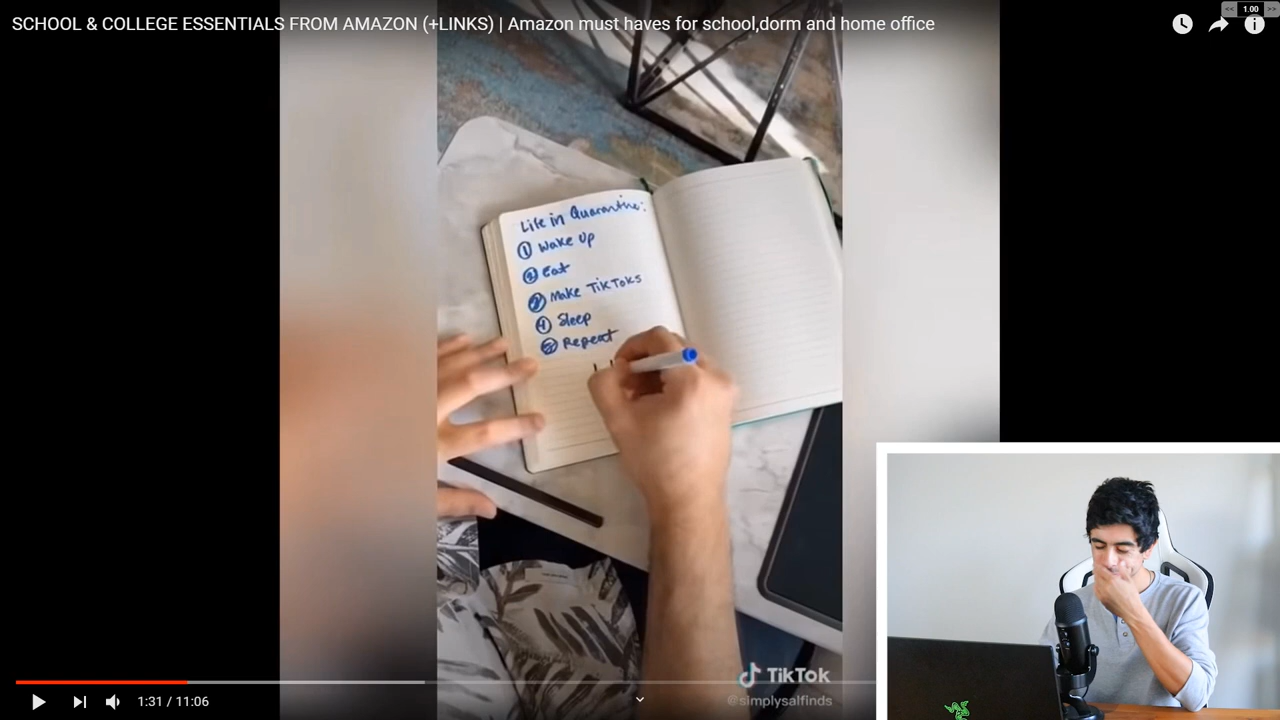 SCHOOL & COLLEGE ESSENTIALS FROM AMAZON (+LINKS) | Amazon must haves for school,dorm and home office
<< 1.00 >>
Life in Quarantine:
1 Wake Up
2 Eat
3 Make TikToks
4 Sleep
5 Repeat
TikTok
@simplysalfinds
1:31 / 11:06